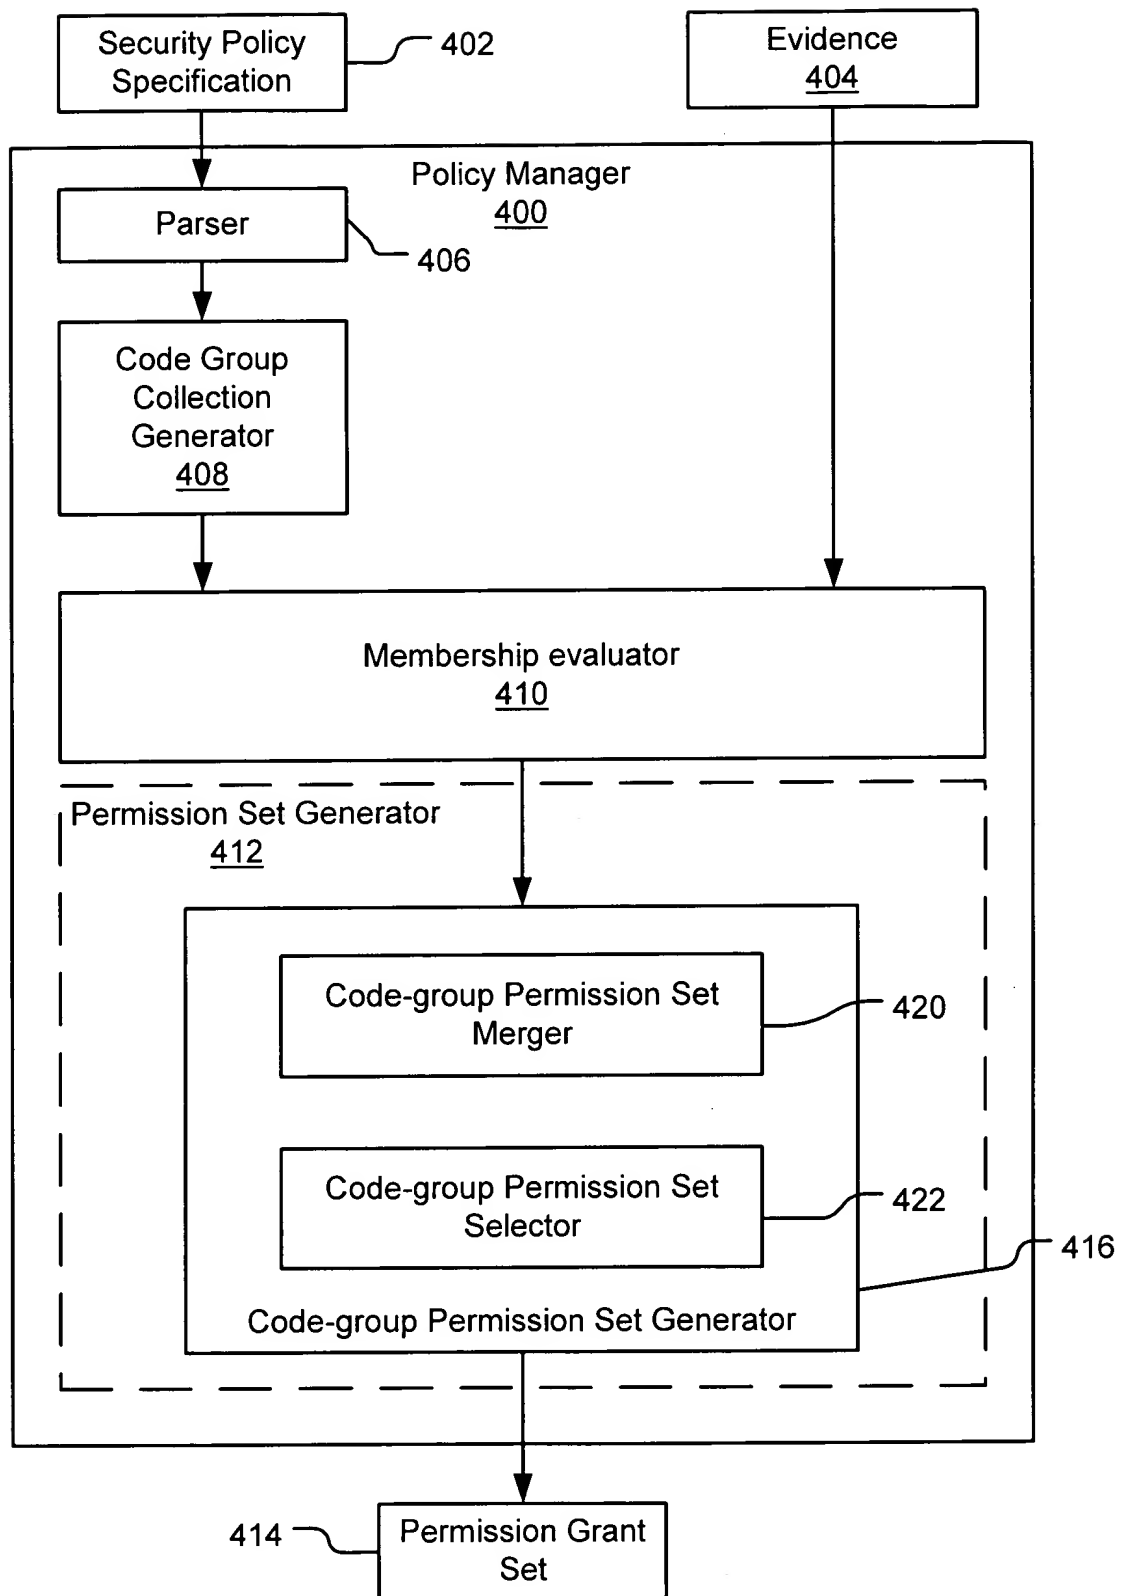 Security Policy
Specification
402
Evidence
404
Policy Manager
400
Parser
406
Code Group
Collection
Generator
408
Membership evaluator
410
Permission Set Generator
412
Code-group Permission Set
Merger
420
Code-group Permission Set
Selector
422
416
Code-group Permission Set Generator
414
Permission Grant
Set